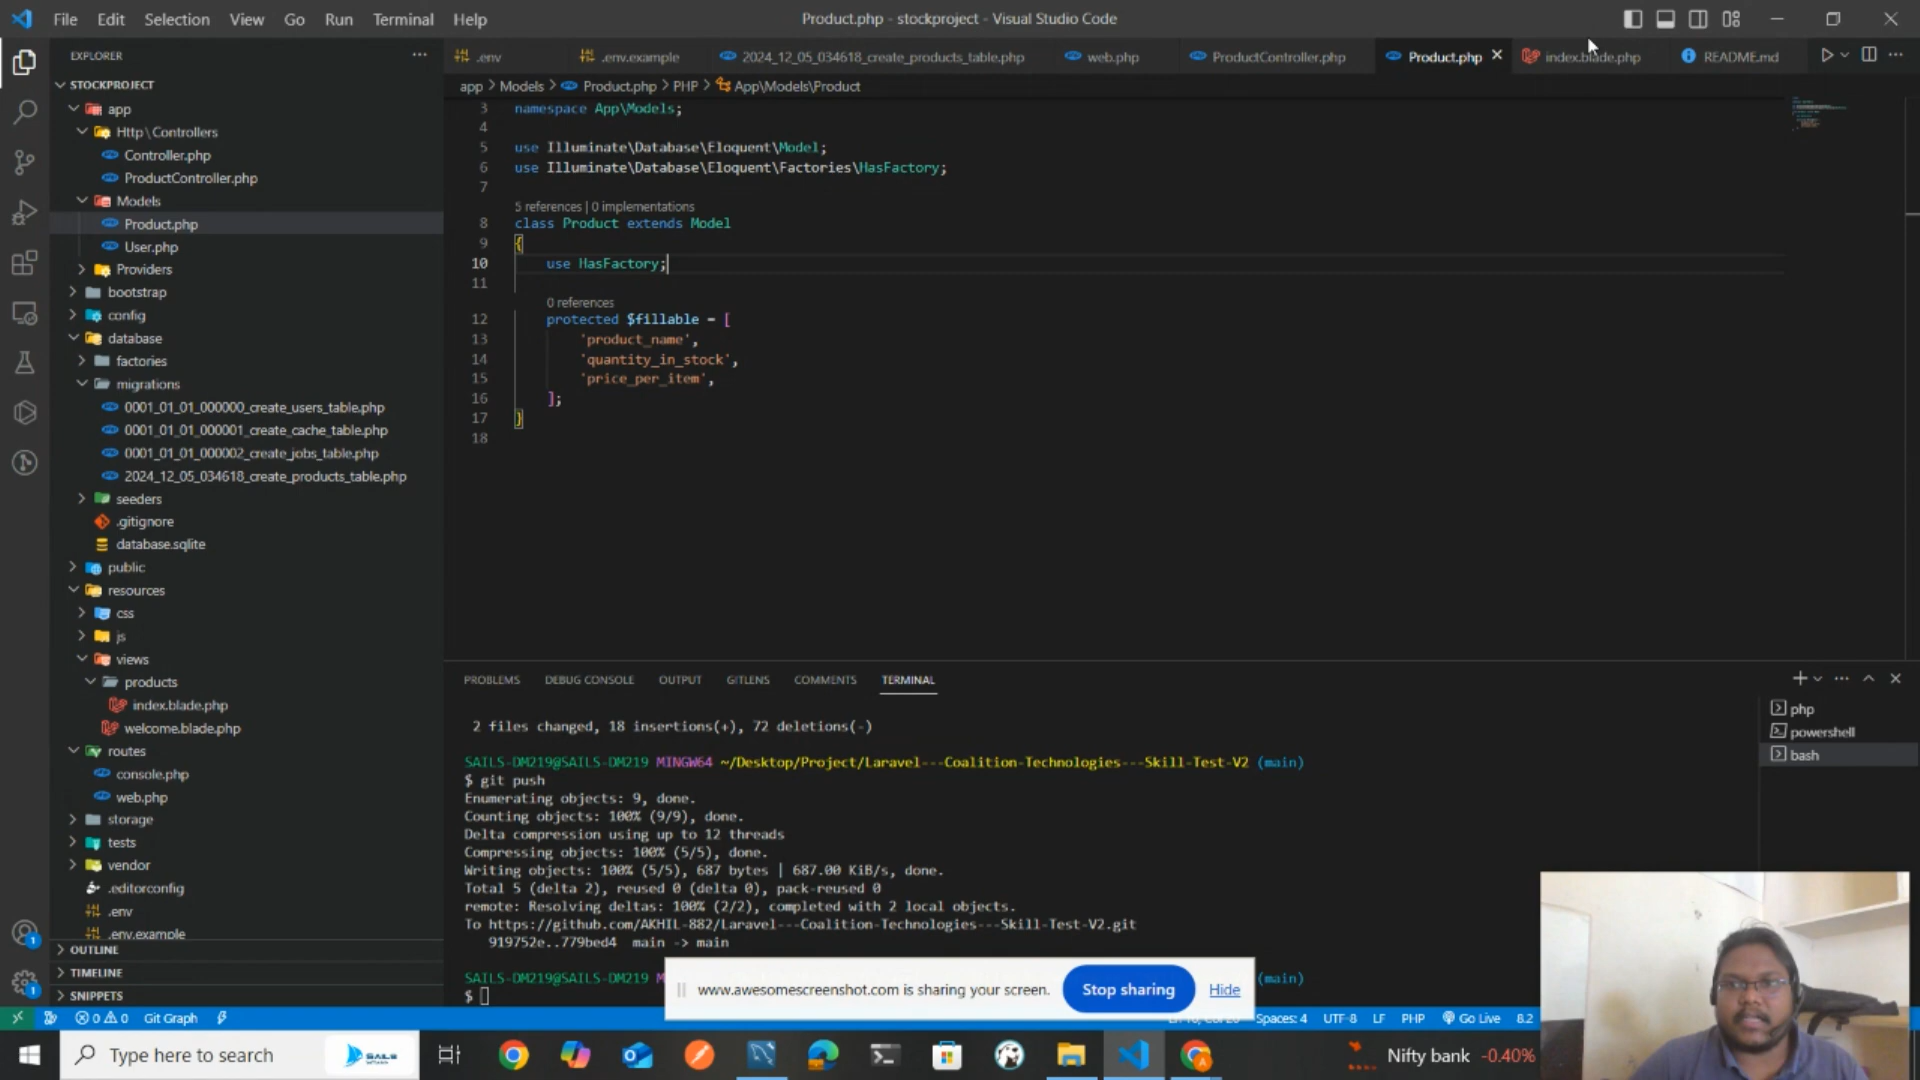 File Edit Selection View Go Run Terminal Help
Product.php - stockproject - Visual Studio Code
EXPLORER
.env
.env.example
2024_12_05_034618_create_products_table.php
web.php
ProductController.php
Product.php
index.blade.php
README.md
STOCKPROJECT
app > Models > Product.php > PHP > App\Models\Product
app
Http\Controllers
Controller.php
ProductController.php
Models
Product.php
User.php
Providers
bootstrap
config
database
factories
migrations
0001_01_01_000000_create_users_table.php
0001_01_01_000001_create_cache_table.php
0001_01_01_000002_create_jobs_table.php
2024_12_05_034618_create_products_table.php
seeders
.gitignore
database.sqlite
public
resources
css
js
views
products
index.blade.php
welcome.blade.php
routes
console.php
web.php
storage
tests
vendor
.editorconfig
.env
.env.example
OUTLINE
TIMELINE
SNIPPETS
3 namespace App\Models;
4
5 use Illuminate\Database\Eloquent\Model;
6 use Illuminate\Database\Eloquent\Factories\HasFactory;
7
5 references | 0 implementations
8 class Product extends Model
9 {
10 use HasFactory;
11
0 references
12 protected $fillable = [
13 'product_name',
14 'quantity_in_stock',
15 'price_per_item',
16 ];
17 }
18
PROBLEMS DEBUG CONSOLE OUTPUT GITLENS COMMENTS TERMINAL
php
powershell
bash
2 files changed, 18 insertions(+), 72 deletions(-)
SAILS-DM219@SAILS-DM219 MINGW64 ~/Desktop/Project/Laravel---Coalition-Technologies---Skill-Test-V2 (main)
$ git push
Enumerating objects: 9, done.
Counting objects: 100% (9/9), done.
Delta compression using up to 12 threads
Compressing objects: 100% (5/5), done.
Writing objects: 100% (5/5), 687 bytes | 687.00 KiB/s, done.
Total 5 (delta 2), reused 0 (delta 0), pack-reused 0
remote: Resolving deltas: 100% (2/2), completed with 2 local objects.
To https://github.com/AKHIL-882/Laravel---Coalition-Technologies---Skill-Test-V2.git
919752e..779bed4 main -> main
SAILS-DM219@SAILS-DM219 M
(main)
$
www.awesomescreenshot.com is sharing your screen. Stop sharing Hide
1
1
0 0 Git Graph
Spaces: 4 UTF-8 LF PHP Go Live 8.2
Type here to search
SAILS
Nifty bank -0.40%